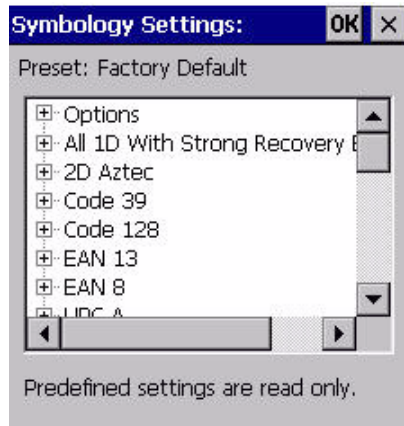 Symbology Settings: OK ×
Preset: Factory Default
Options
All 1D With Strong Recovery
2D Aztec
Code 39
Code 128
EAN 13
EAN 8
UPC A
Predefined settings are read only.